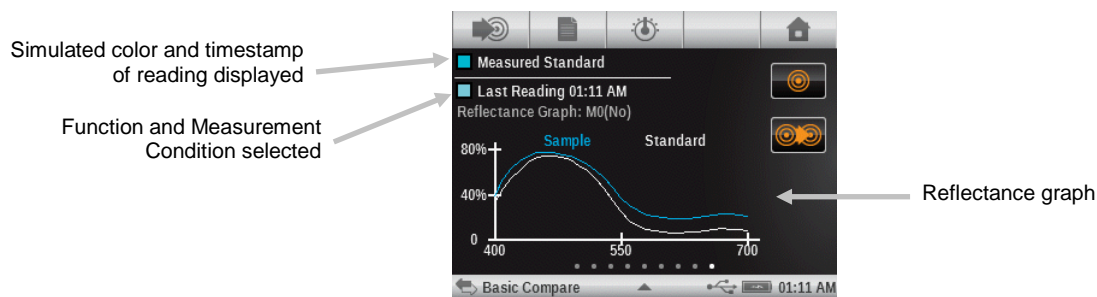 Simulated color and timestamp
of reading displayed
Function and Measurement
Condition selected
Measured Standard
Last Reading 01:11 AM
Reflectance Graph: M0(No)
Sample Standard
80%
40%
0
400 550 700
Basic Compare 01:11 AM
Reflectance graph